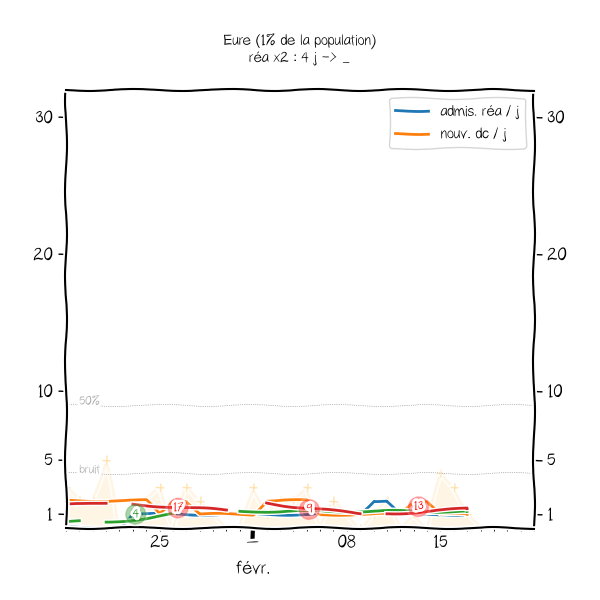 Eure (1% de la population)
réa x2 : 4 j -> _
admis. réa / j
nouv. dc / j
30 30
20 20
10 10
50%
5 5
bruit
1 1
4 17 9 13
25 1 08 15
févr.